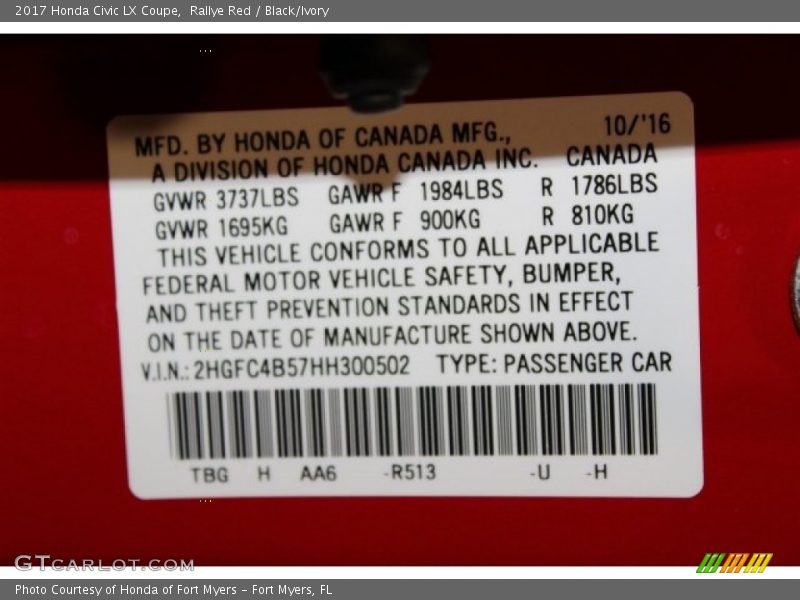 2017 Honda Civic LX Coupe,  Rallye Red / Black/Ivory
MFD. BY HONDA OF CANADA MFG., 10/'16
A DIVISION OF HONDA CANADA INC. CANADA
GVWR 3737LBS GAWR F 1984LBS R 1786LBS
GVWR 1695KG GAWR F 900KG R 810KG
THIS VEHICLE CONFORMS TO ALL APPLICABLE
FEDERAL MOTOR VEHICLE SAFETY, BUMPER,
AND THEFT PREVENTION STANDARDS IN EFFECT
ON THE DATE OF MANUFACTURE SHOWN ABOVE.
V.I.N.: 2HGFC4B57HH300502 TYPE: PASSENGER CAR
TBG H AA6 -R513 -U -H
GTCARLOT.COM
Photo Courtesy of Honda of Fort Myers - Fort Myers, FL